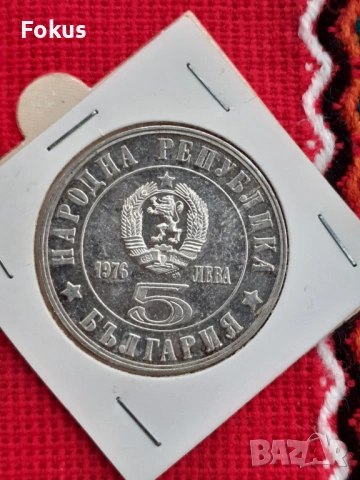 Fokus
НАРОДНА РЕПУБЛИКА
1976 ЛЕВА
5
БЪЛГАРИЯ
BAZAR